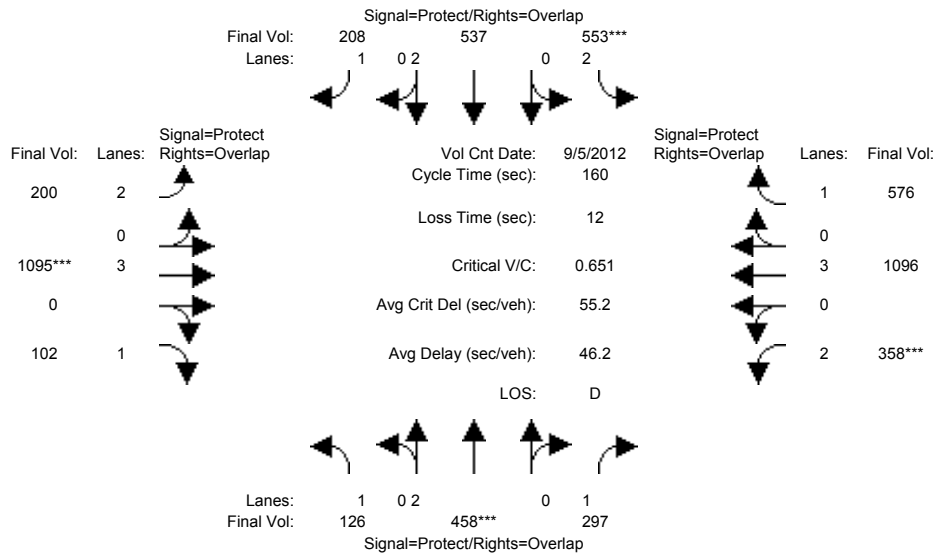 Signal=Protect/Rights=Overlap
Final Vol: 208 537 553***
Lanes: 1 0 2 0 2
Signal=Protect
Final Vol: Lanes: Rights=Overlap
Vol Cnt Date: 9/5/2012
Signal=Protect
Rights=Overlap Lanes: Final Vol:
Cycle Time (sec): 160
200 2
1 576
Loss Time (sec): 12
0
0
1095*** 3
Critical V/C: 0.651
3 1096
0 0
Avg Crit Del (sec/veh): 55.2
0
102 1
Avg Delay (sec/veh): 46.2
2 358***
LOS: D
Lanes: 1 0 2 0 1
Final Vol: 126 458*** 297
Signal=Protect/Rights=Overlap